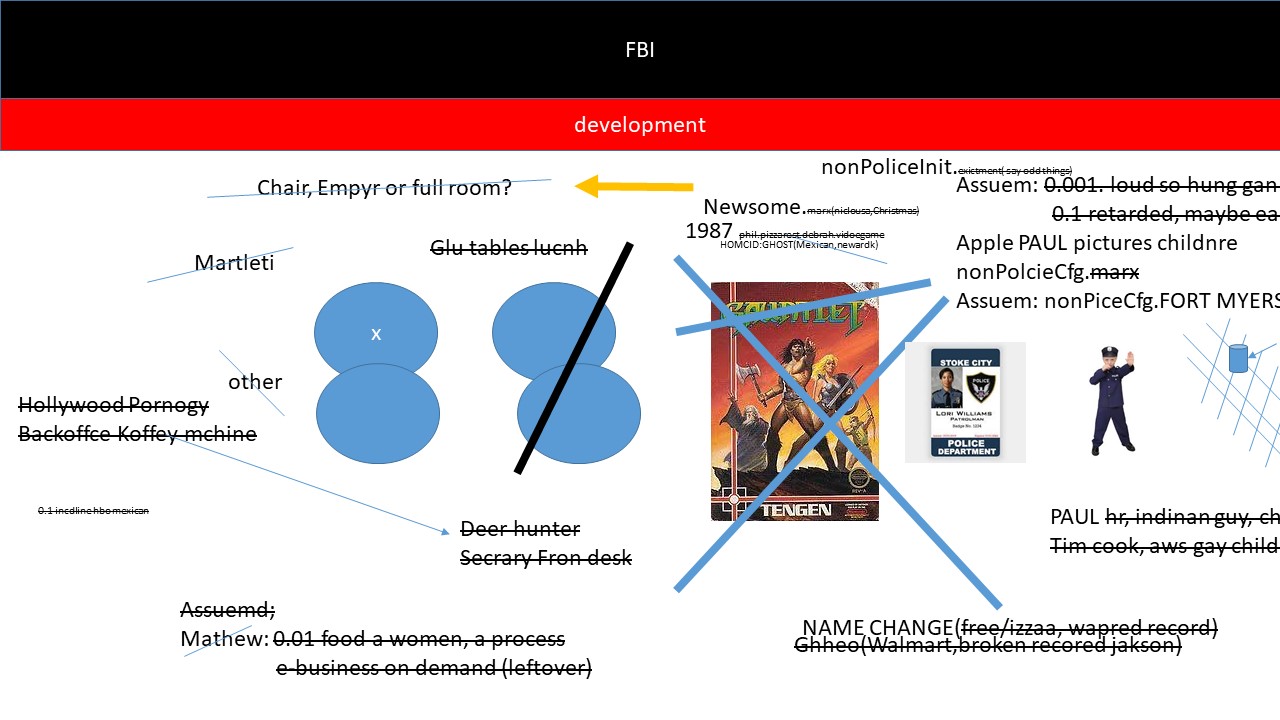 FBI
development
nonPoliceInit.exictment( say odd things)
Chair, Empyr or full room?
Assuem: 0.001. loud so hung gan
Newsome.marx(niclousa,Christmas)
0.1 retarded, maybe ea
1987 phil.pizzarest,debrah.vidoegame
HOMCID:GHOST(Mexican,newardk)
Glu tables lucnh
Apple PAUL pictures childnre
Martleti
nonPolcieCfg.marx
Assuem: nonPiceCfg.FORT MYERS
GAUNTLET
x
STOKE CITY
POLICE
other
Hollywood Pornogy
Backoffce Koffey mchine
LORI WILLIAMS
PATROLMAN
Badge No. 1234
POLICE
DEPARTMENT
REV-A
TENGEN
0.1 incdline hbo mexican
Deer hunter
Secrary Fron desk
PAUL hr, indinan guy, ch
Tim cook, aws gay child
Assuemd;
Mathew: 0.01 food a women, a process
e-business on demand (leftover)
NAME CHANGE(free/izzaa, wapred record)
Ghheo(Walmart,broken recored jakson)